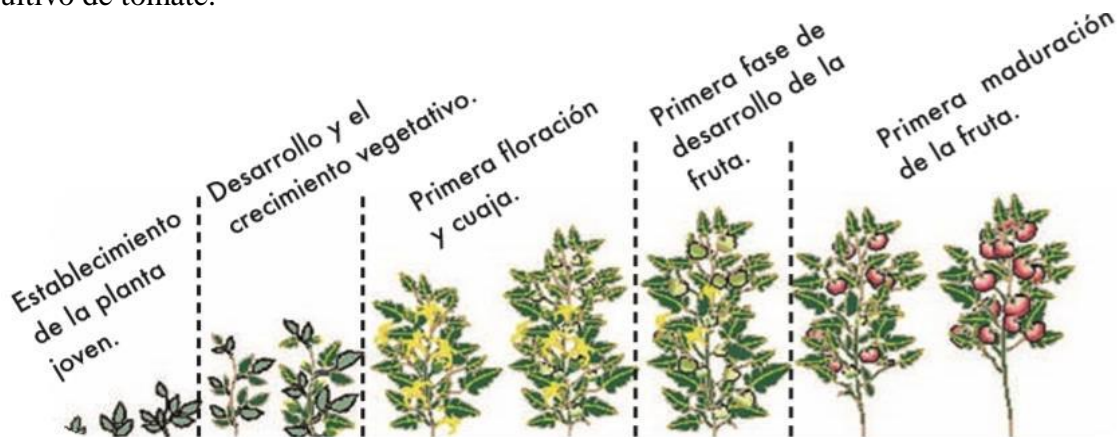 cultivo de tomate.
Establecimiento
de la planta
joven.
Desarrollo y el
crecimiento vegetativo.
Primera floración
y cuaja.
Primera fase de
desarrollo de la
fruta.
Primera maduración
de la fruta.